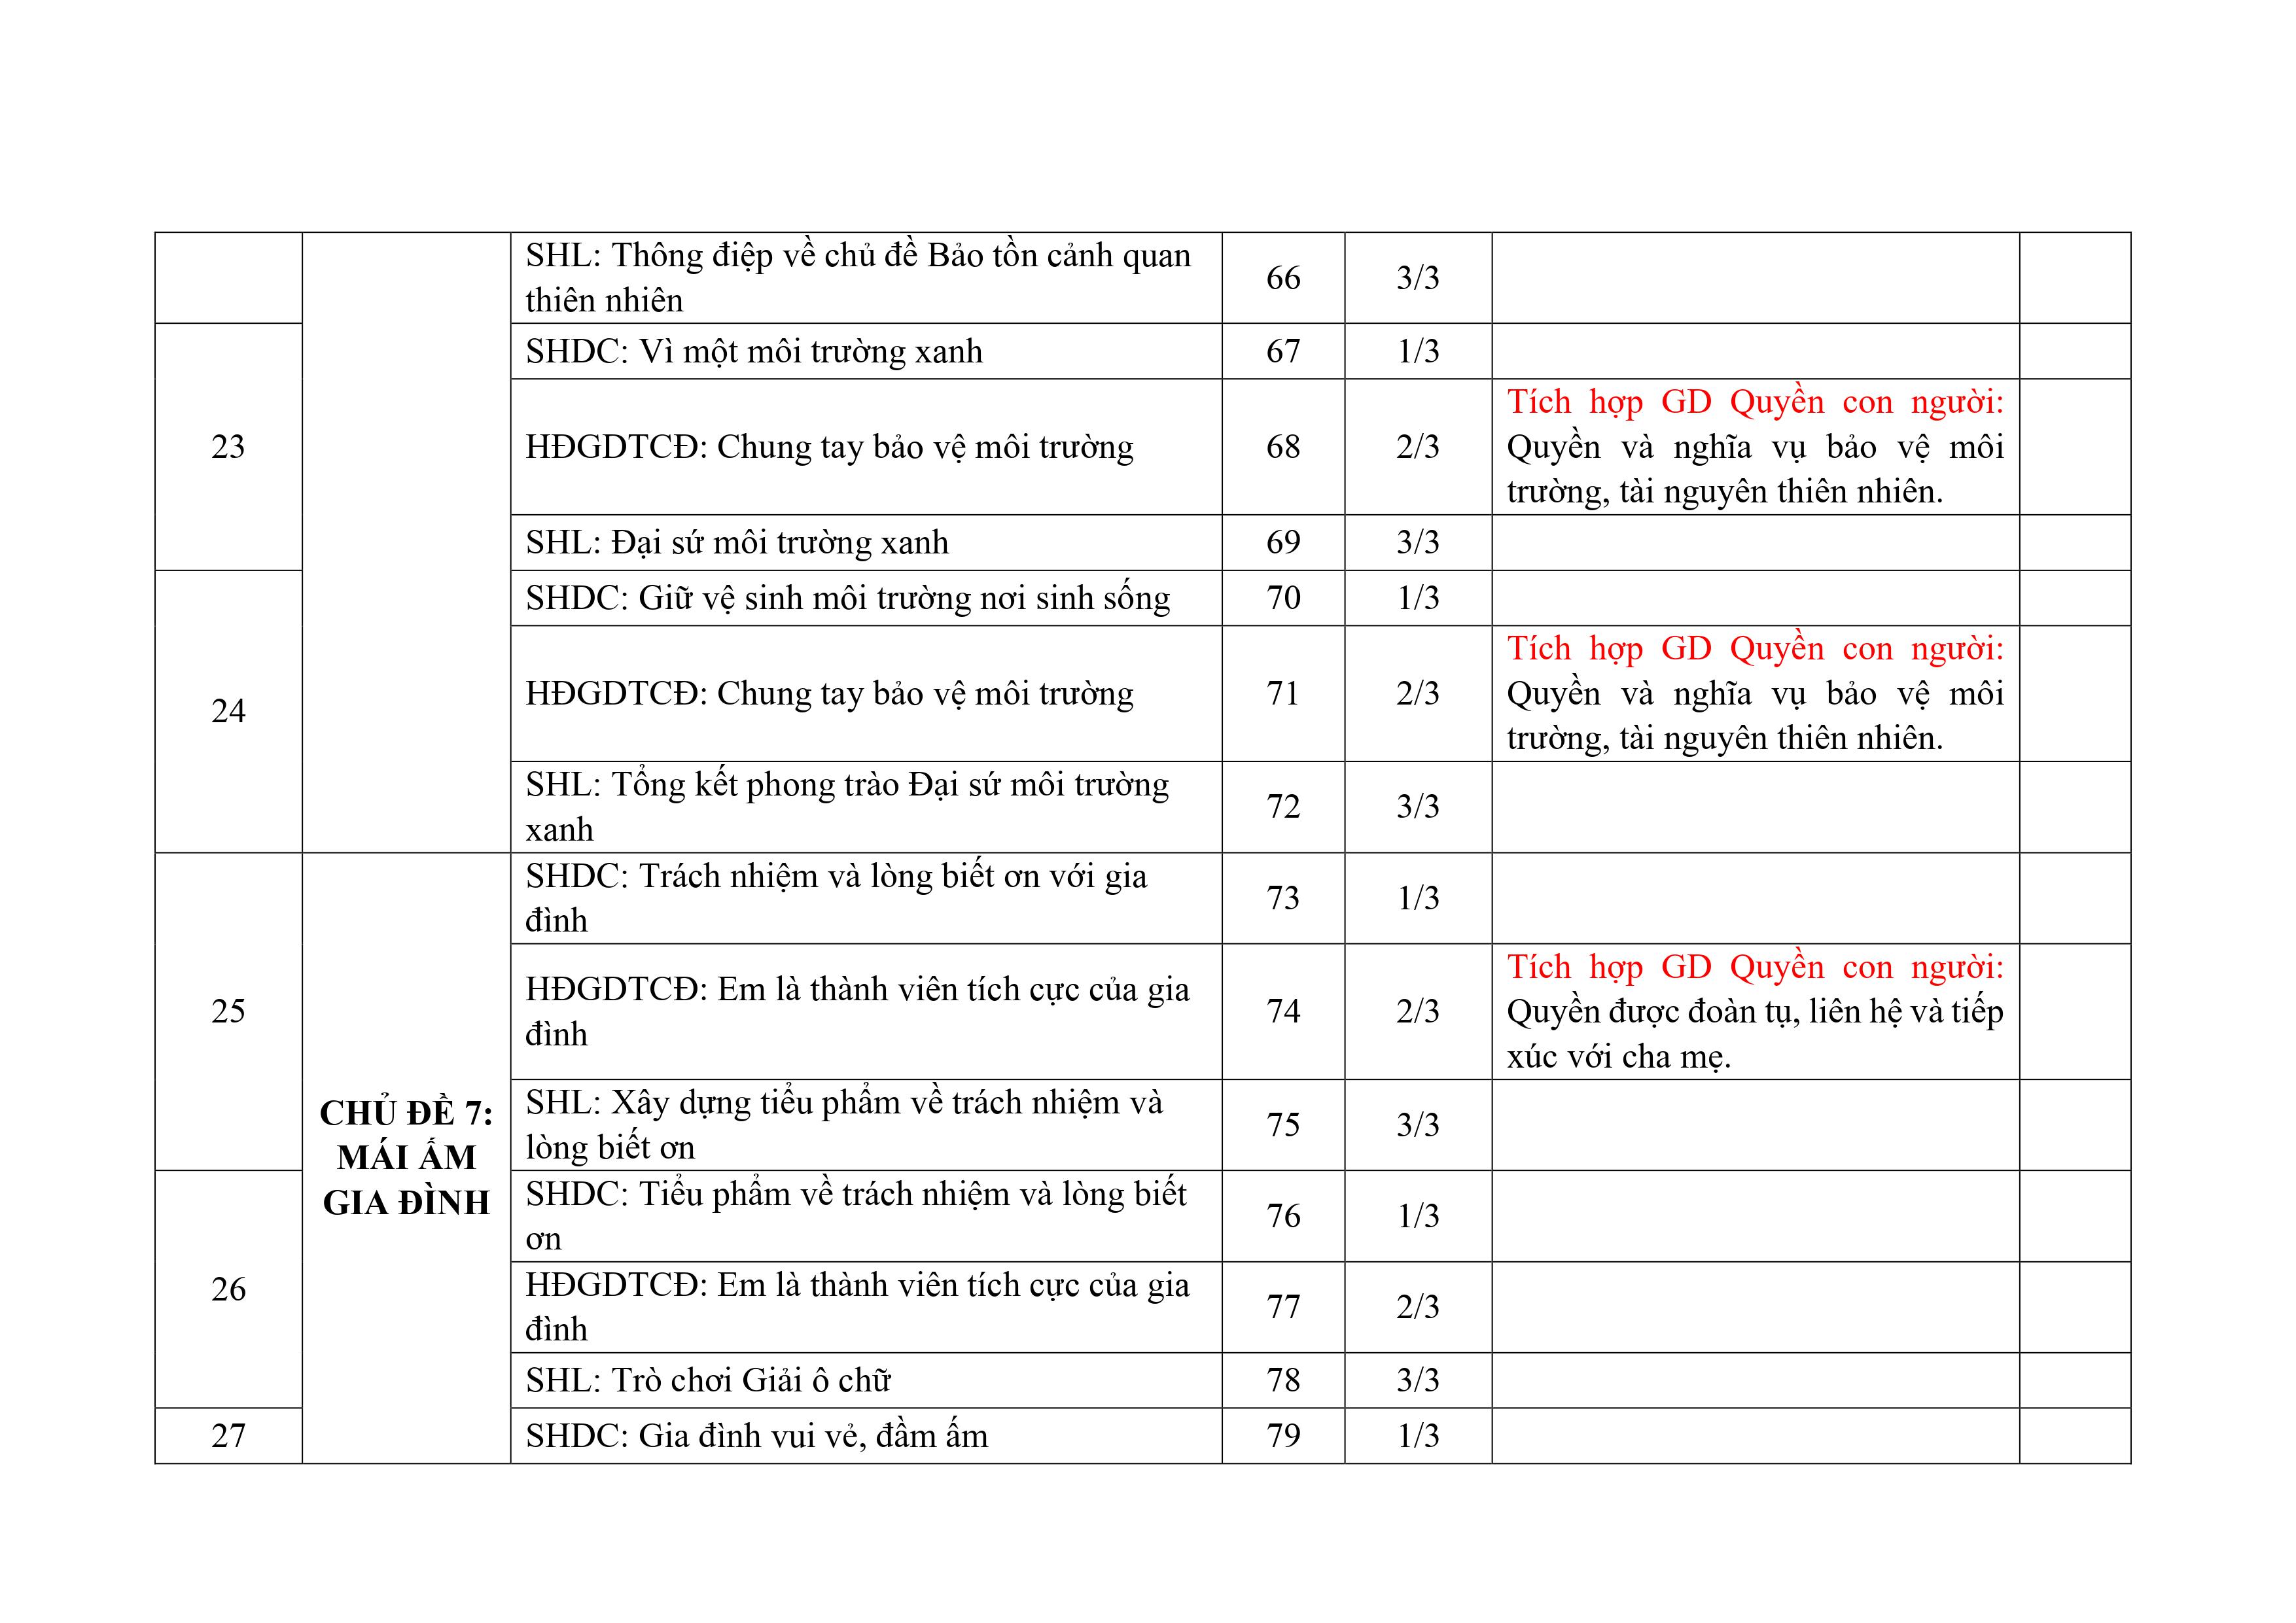 SHL: Thông điệp về chủ đề Bảo tồn cảnh quan
thiên nhiên
66
3/3
23
SHDC: Vì một môi trường xanh
67
1/3
HĐGDTCĐ: Chung tay bảo vệ môi trường
68
2/3
Tích hợp GD Quyền con người:
Quyền và nghĩa vụ bảo vệ môi
trường, tài nguyên thiên nhiên.
SHL: Đại sứ môi trường xanh
69
3/3
24
SHDC: Giữ vệ sinh môi trường nơi sinh sống
70
1/3
HĐGDTCĐ: Chung tay bảo vệ môi trường
71
2/3
Tích hợp GD Quyền con người:
Quyền và nghĩa vụ bảo vệ môi
trường, tài nguyên thiên nhiên.
SHL: Tổng kết phong trào Đại sứ môi trường
xanh
72
3/3
25
CHỦ ĐỀ 7:
MÁI ẤM
GIA ĐÌNH
SHDC: Trách nhiệm và lòng biết ơn với gia
đình
73
1/3
HĐGDTCĐ: Em là thành viên tích cực của gia
đình
74
2/3
Tích hợp GD Quyền con người:
Quyền được đoàn tụ, liên hệ và tiếp
xúc với cha mẹ.
SHL: Xây dựng tiểu phẩm về trách nhiệm và
lòng biết ơn
75
3/3
26
SHDC: Tiểu phẩm về trách nhiệm và lòng biết
ơn
76
1/3
HĐGDTCĐ: Em là thành viên tích cực của gia
đình
77
2/3
SHL: Trò chơi Giải ô chữ
78
3/3
27
SHDC: Gia đình vui vẻ, đầm ấm
79
1/3